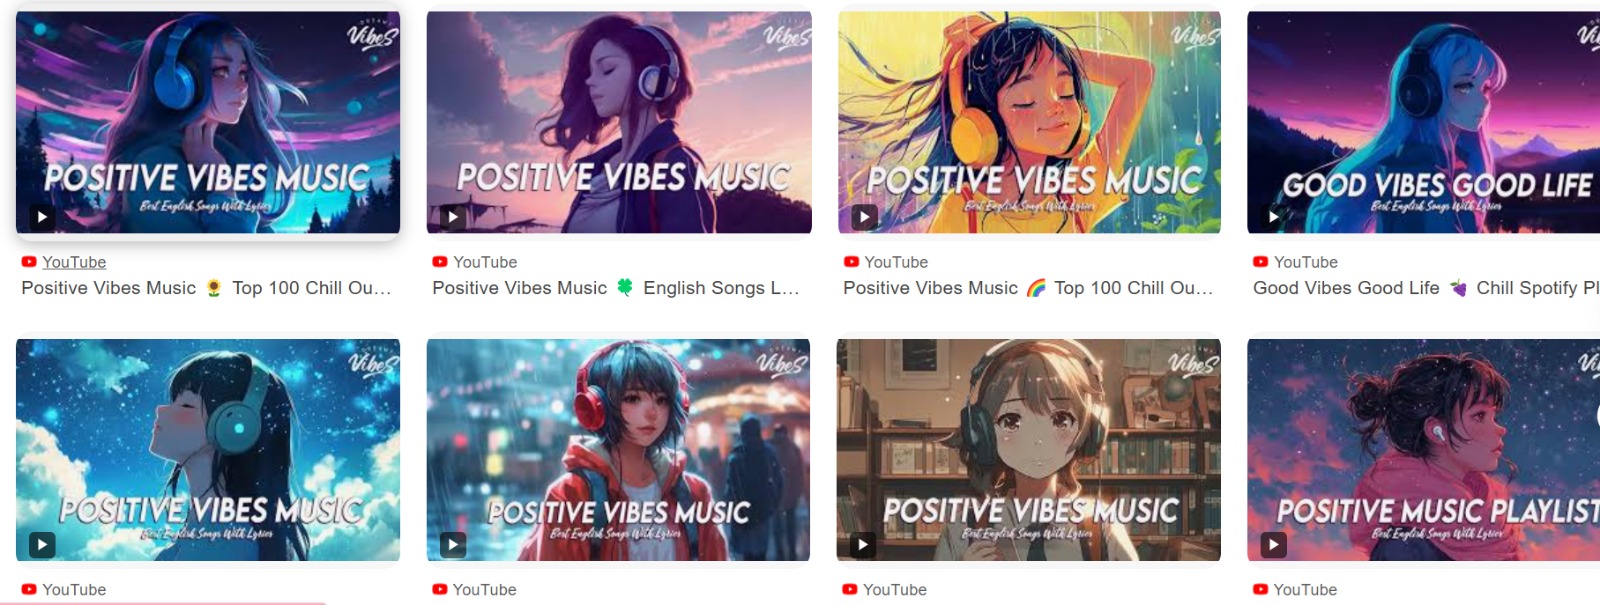 VibeS
POSITIVE VIBES MUSIC
Best English Songs With Lyrics
YouTube
Positive Vibes Music 🌻 Top 100 Chill Ou...
VibeS
POSITIVE VIBES MUSIC
YouTube
Positive Vibes Music 🍀 English Songs L...
VibeS
POSITIVE VIBES MUSIC
Best English Songs With Lyrics
YouTube
Positive Vibes Music 🌈 Top 100 Chill Ou...
GOOD VIBES GOOD LIFE
Best English Songs With Lyrics
YouTube
Good Vibes Good Life 🍇 Chill Spotify Pl
VibeS
POSITIVE VIBES MUSIC
Best English Songs With Lyrics
YouTube
VibeS
POSITIVE VIBES MUSIC
Best English Songs With Lyrics
YouTube
VibeS
POSITIVE VIBES MUSIC
Best English Songs With Lyrics
YouTube
POSITIVE MUSIC PLAYLIST
Best English Songs With Lyrics
YouTube